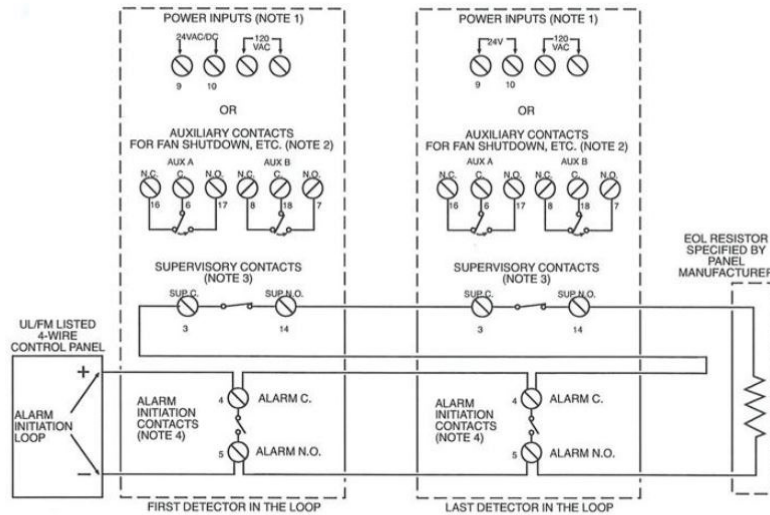 POWER INPUTS (NOTE 1)
24VAC/DC
120
VAC
9
10
OR
AUXILIARY CONTACTS
FOR FAN SHUTDOWN, ETC. (NOTE 2)
AUX A
AUX B
N.C.
C.
N.O.
N.C.
C.
N.O.
16
6
17
8
18
7
SUPERVISORY CONTACTS
(NOTE 3)
SUP.C.
SUP.N.O.
3
14
POWER INPUTS (NOTE 1)
24V
120
VAC
9
10
OR
AUXILIARY CONTACTS
FOR FAN SHUTDOWN, ETC. (NOTE 2)
AUX A
AUX B
N.C.
C.
N.O.
N.C.
C.
N.O.
16
6
17
8
18
7
SUPERVISORY CONTACTS
(NOTE 3)
SUP.C.
SUP.N.O.
3
14
EOL RESISTOR
SPECIFIED BY
PANEL
MANUFACTURER
UL/FM LISTED
4-WIRE
CONTROL PANEL
+
ALARM
INITIATION
LOOP
−
ALARM
INITIATION
CONTACTS
(NOTE 4)
4
ALARM C.
5
ALARM N.O.
ALARM
INITIATION
CONTACTS
(NOTE 4)
4
ALARM C.
5
ALARM N.O.
FIRST DETECTOR IN THE LOOP
LAST DETECTOR IN THE LOOP